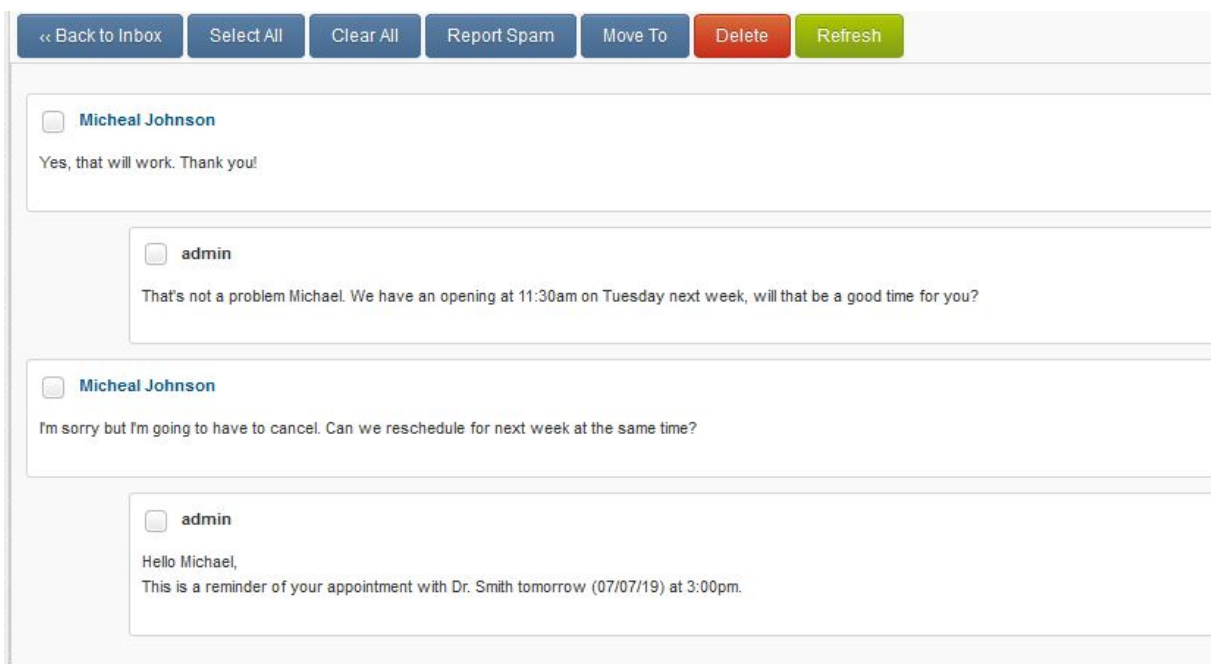 ‹‹ Back to Inbox Select All Clear All Report Spam Move To Delete Refresh
Micheal Johnson
Yes, that will work. Thank you!
admin
That's not a problem Michael. We have an opening at 11:30am on Tuesday next week, will that be a good time for you?
Micheal Johnson
I'm sorry but I'm going to have to cancel. Can we reschedule for next week at the same time?
admin
Hello Michael,
This is a reminder of your appointment with Dr. Smith tomorrow (07/07/19) at 3:00pm.